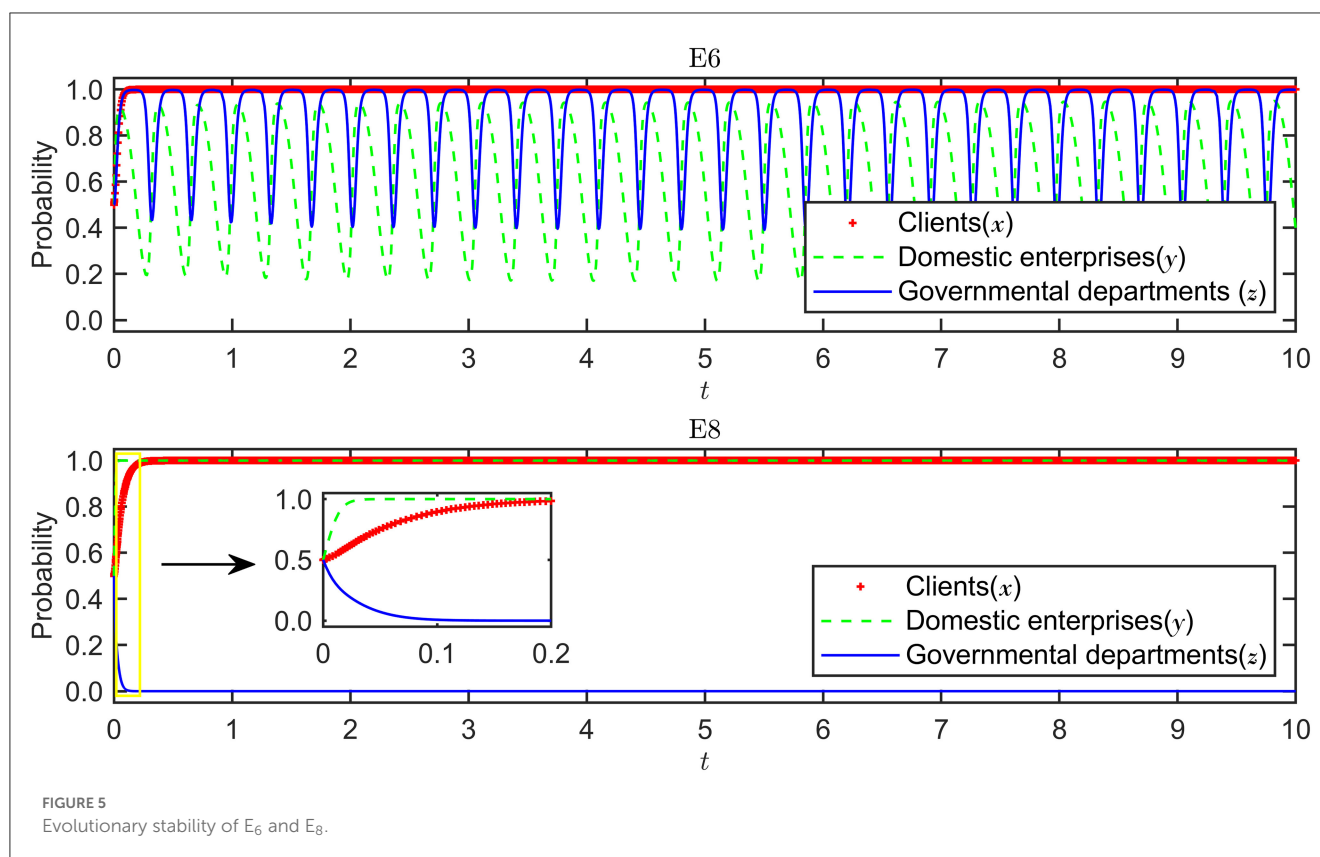 E6
Probability
1.0
0.8
0.6
0.4
0.2
0.0
Clients(x)
Domestic enterprises(y)
Governmental departments (z)
0 1 2 3 4 5 6 7 8 9 10
t
E8
Probability
1.0
0.8
0.6
0.4
0.2
0.0
1.0
0.5
0.0
0 0.1 0.2
Clients(x)
Domestic enterprises(y)
Governmental departments(z)
0 1 2 3 4 5 6 7 8 9 10
t
FIGURE 5
Evolutionary stability of E₆ and E₈.